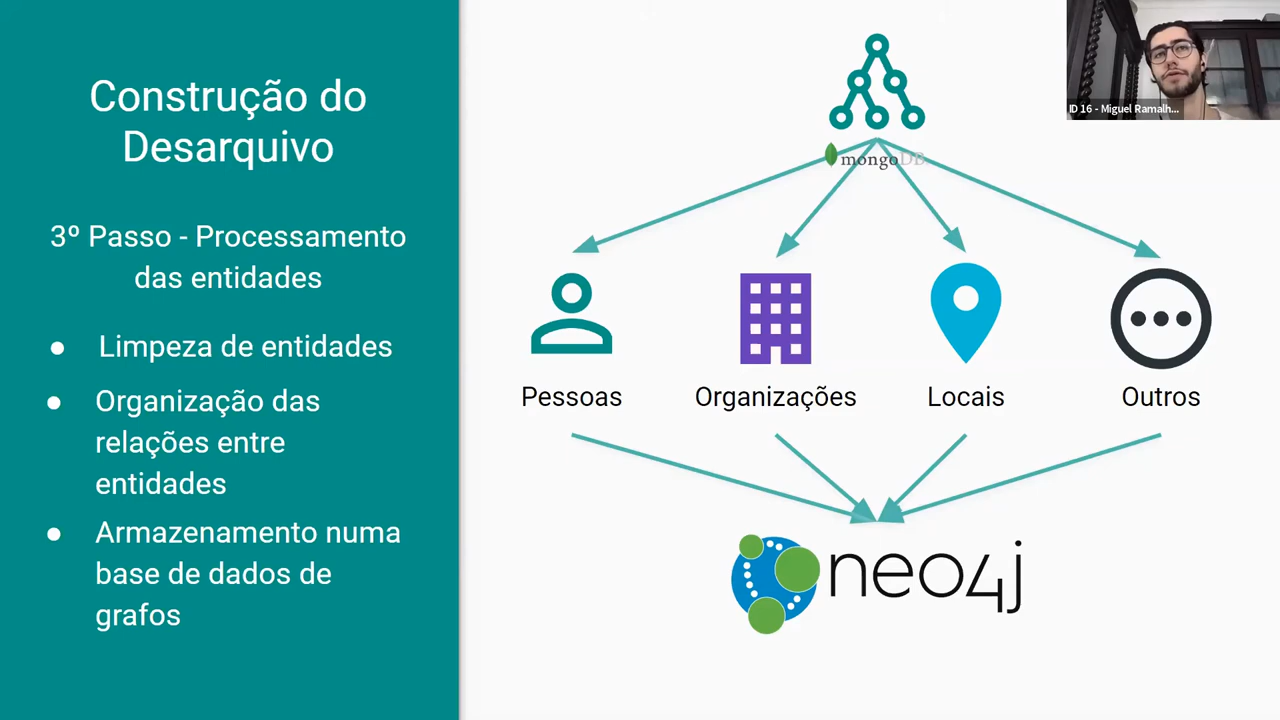 Construção do
Desarquivo
3º Passo - Processamento
das entidades
● Limpeza de entidades
● Organização das
relações entre
entidades
● Armazenamento numa
base de dados de
grafos
mongoDB
Pessoas
Organizações
Locais
Outros
neo4j
ID 16 - Miguel Ramalh...